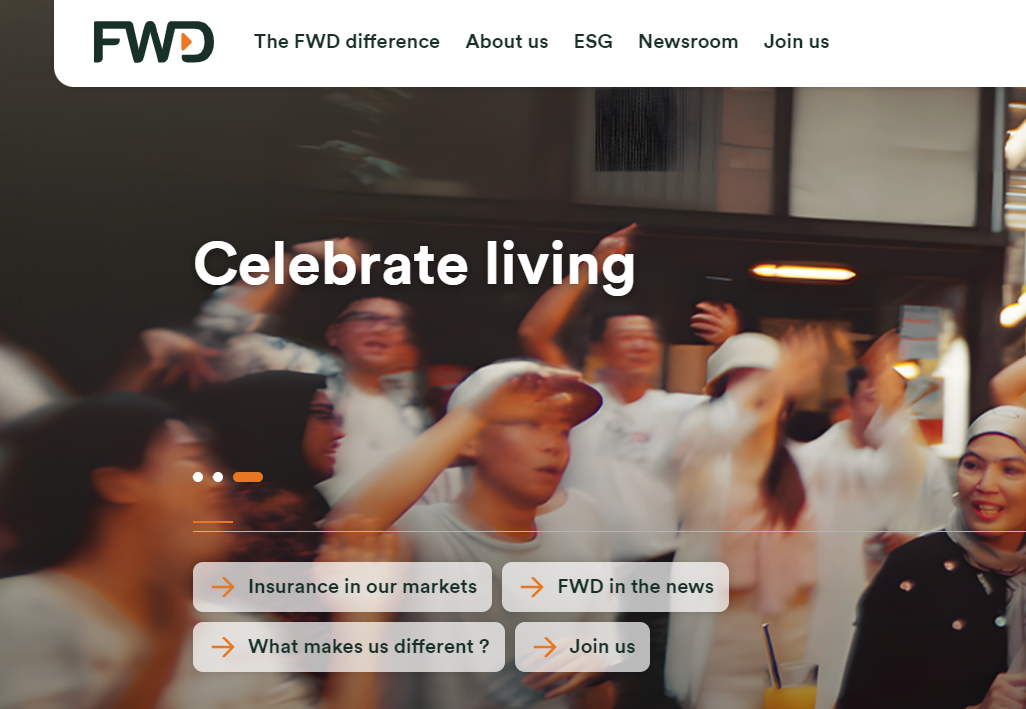 FWD The FWD difference About us ESG Newsroom Join us
Celebrate living
Insurance in our markets FWD in the news
What makes us different ? Join us